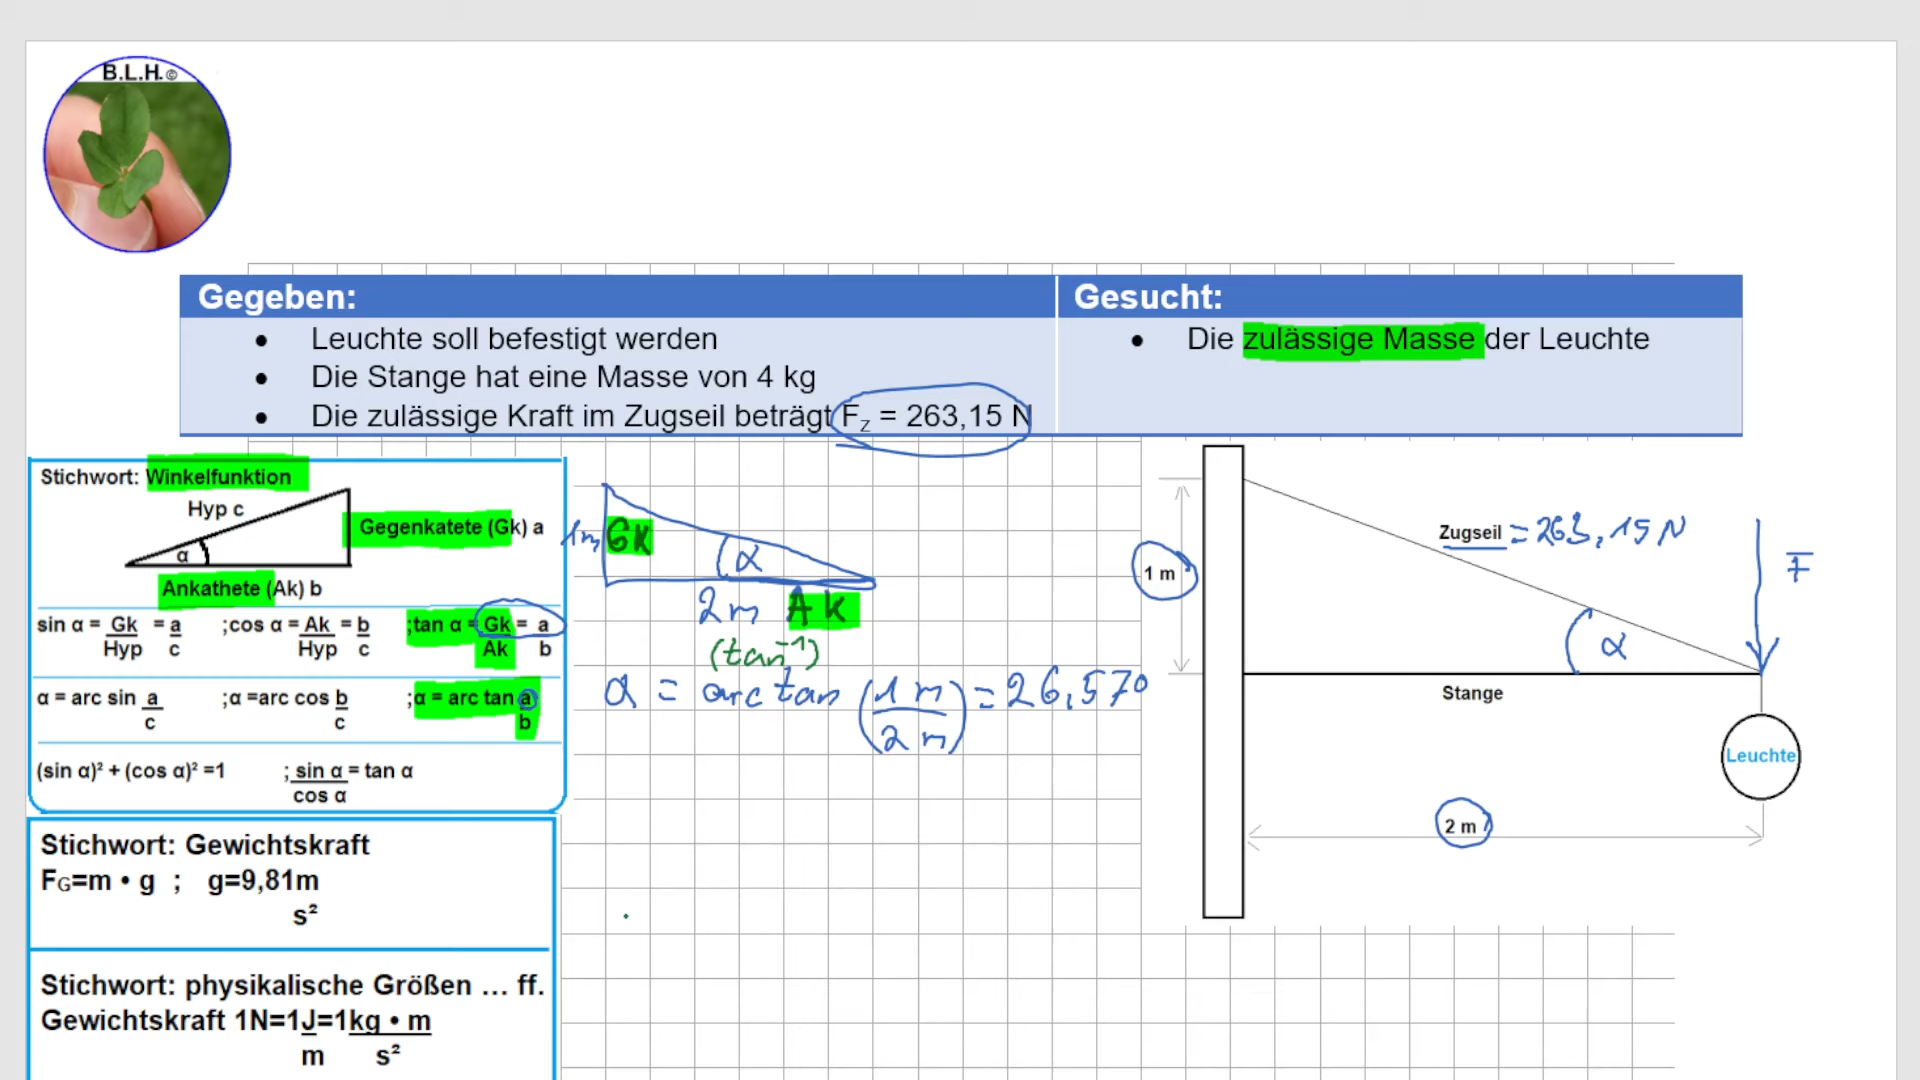 B.L.H.©
Gegeben:
Gesucht:
• Leuchte soll befestigt werden
• Die Stange hat eine Masse von 4 kg
• Die zulässige Kraft im Zugseil beträgt Fz = 263,15 N
• Die zulässige Masse der Leuchte
Stichwort: Winkelfunktion
Hyp c
Gegenkatete (Gk) a
α
Ankathete (Ak) b
sin α = Gk = a ;cos α = Ak = b ;tan α = Gk = a
Hyp c Hyp c Ak b
α = arc sin a ;α =arc cos b ;α = arc tan a
c c b
(sin α)² + (cos α)² =1 ; sin α = tan α
cos α
Stichwort: Gewichtskraft
FG=m • g ; g=9,81m
s²
Stichwort: physikalische Größen ... ff.
Gewichtskraft 1N=1J=1kg • m
m s²
1m GK
α
2m Ak
(tan⁻¹)
α = arc tan (1 m) = 26,57°
2 m
Zugseil = 263,15 N
F
1 m
α
Stange
Leuchte
2 m